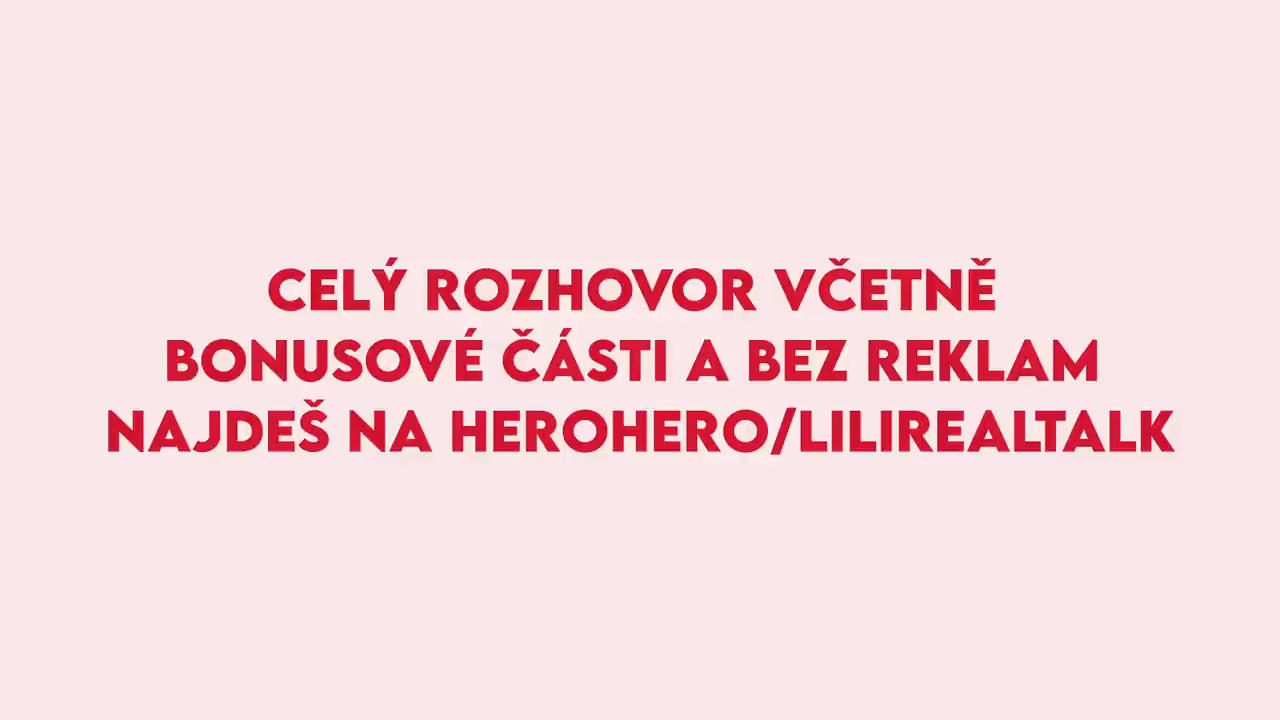 CELÝ ROZHOVOR VČETNĚ
BONUSOVÉ ČÁSTI A BEZ REKLAM
NAJDEŠ NA HEROHERO/LILIREALTALK